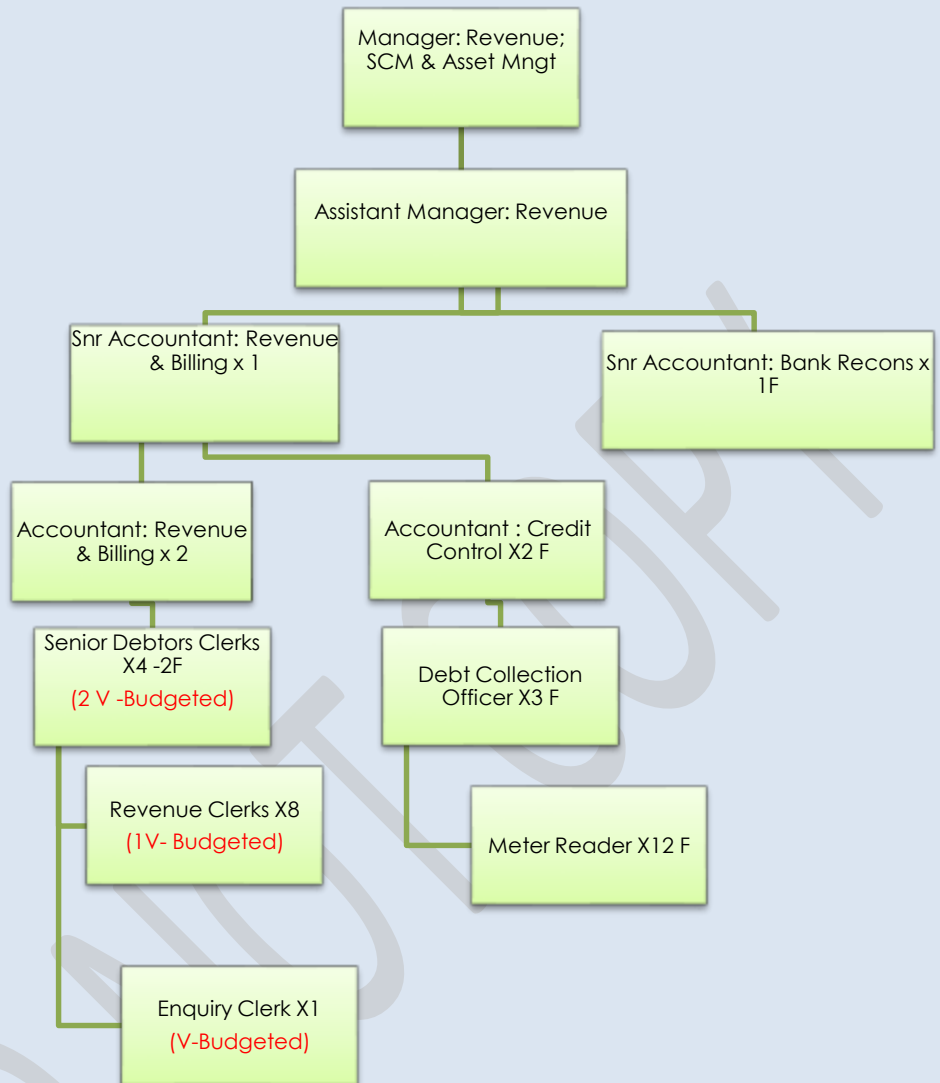 Manager: Revenue;
SCM & Asset Mngt
Assistant Manager: Revenue
Snr Accountant: Revenue
& Billing x 1
Snr Accountant: Bank Recons x
1F
Accountant: Revenue
& Billing x 2
Accountant : Credit
Control X2 F
Senior Debtors Clerks
X4 -2F
(2 V -Budgeted)
Debt Collection
Officer X3 F
Revenue Clerks X8
(1V- Budgeted)
Meter Reader X12 F
Enquiry Clerk X1
(V-Budgeted)
NOT COPY